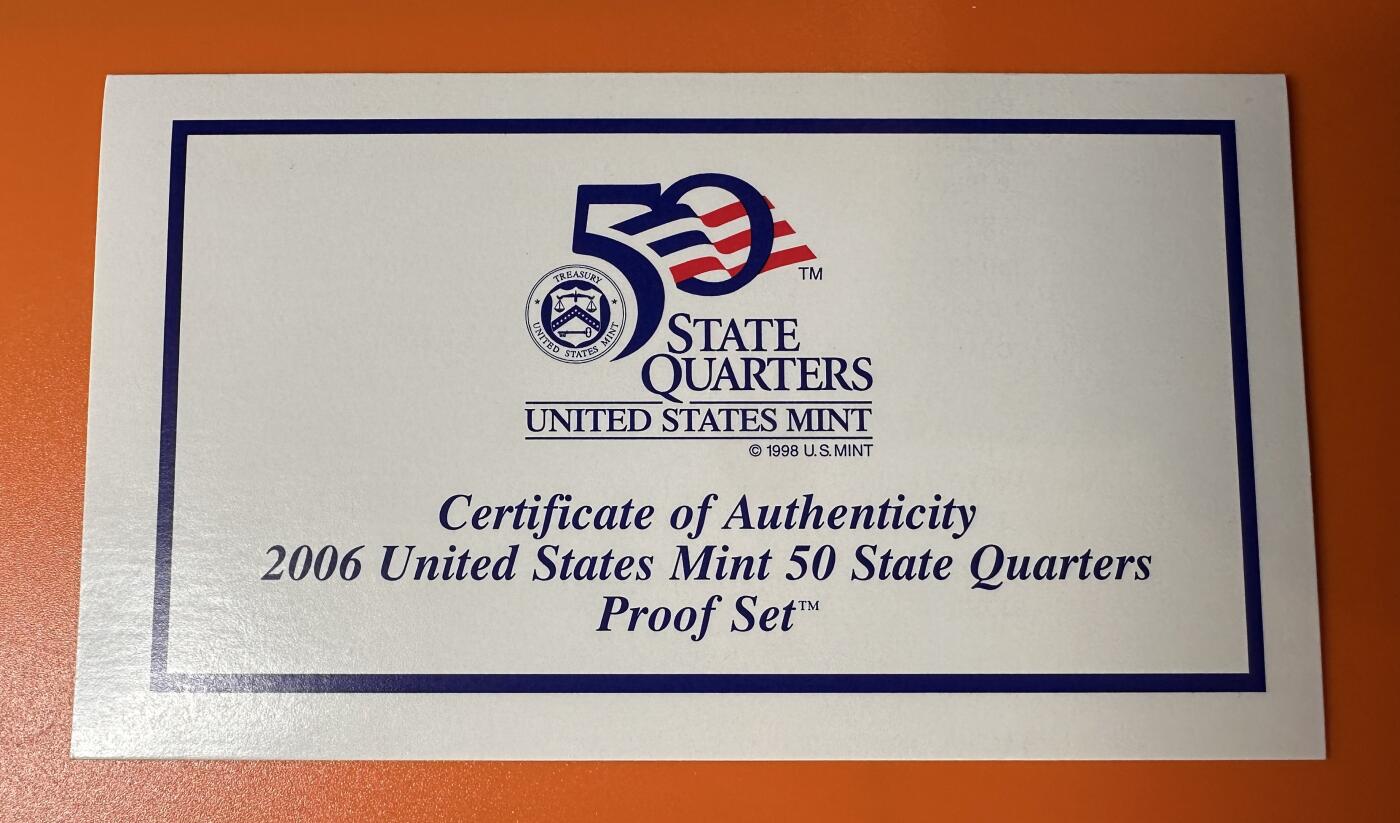 50
TM
TREASURY
UNITED STATES MINT
STATE
QUARTERS
UNITED STATES MINT
© 1998 U.S. MINT
Certificate of Authenticity
2006 United States Mint 50 State Quarters
Proof Set™